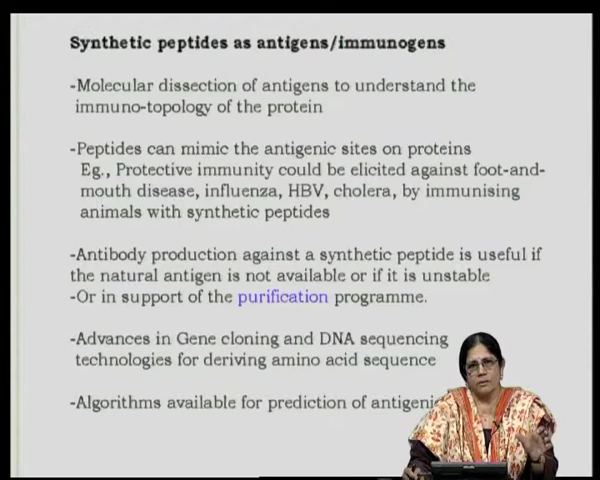 Synthetic peptides as antigens/immunogens
-Molecular dissection of antigens to understand the
immuno-topology of the protein
-Peptides can mimic the antigenic sites on proteins
Eg., Protective immunity could be elicited against foot-and-
mouth disease, influenza, HBV, cholera, by immunising
animals with synthetic peptides
-Antibody production against a synthetic peptide is useful if
the natural antigen is not available or if it is unstable
-Or in support of the purification programme.
-Advances in Gene cloning and DNA sequencing
technologies for deriving amino acid sequence
-Algorithms available for prediction of